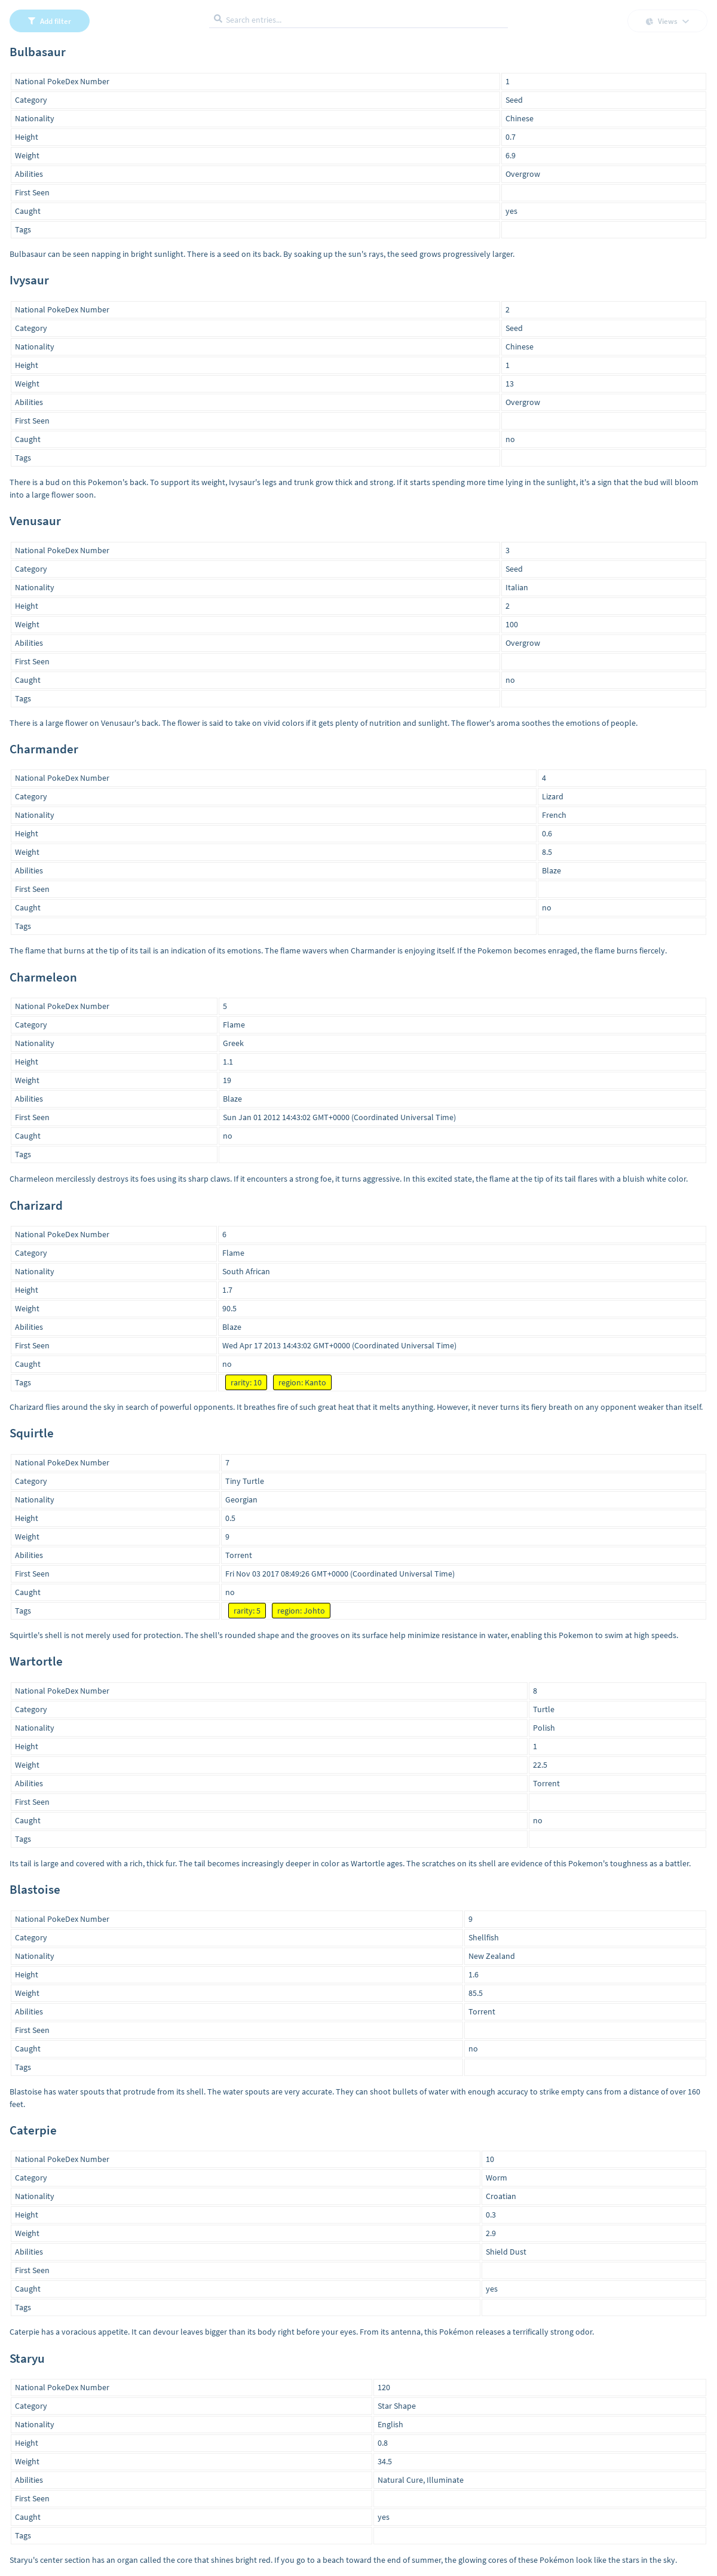 Add filter
Search entries...
Views
Bulbasaur
National PokeDex Number 1
Category Seed
Nationality Chinese
Height 0.7
Weight 6.9
Abilities Overgrow
First Seen
Caught yes
Tags
Bulbasaur can be seen napping in bright sunlight. There is a seed on its back. By soaking up the sun's rays, the seed grows progressively larger.
Ivysaur
National PokeDex Number 2
Category Seed
Nationality Chinese
Height 1
Weight 13
Abilities Overgrow
First Seen
Caught no
Tags
There is a bud on this Pokemon's back. To support its weight, Ivysaur's legs and trunk grow thick and strong. If it starts spending more time lying in the sunlight, it's a sign that the bud will bloom
into a large flower soon.
Venusaur
National PokeDex Number 3
Category Seed
Nationality Italian
Height 2
Weight 100
Abilities Overgrow
First Seen
Caught no
Tags
There is a large flower on Venusaur's back. The flower is said to take on vivid colors if it gets plenty of nutrition and sunlight. The flower's aroma soothes the emotions of people.
Charmander
National PokeDex Number 4
Category Lizard
Nationality French
Height 0.6
Weight 8.5
Abilities Blaze
First Seen
Caught no
Tags
The flame that burns at the tip of its tail is an indication of its emotions. The flame wavers when Charmander is enjoying itself. If the Pokemon becomes enraged, the flame burns fiercely.
Charmeleon
National PokeDex Number 5
Category Flame
Nationality Greek
Height 1.1
Weight 19
Abilities Blaze
First Seen Sun Jan 01 2012 14:43:02 GMT+0000 (Coordinated Universal Time)
Caught no
Tags
Charmeleon mercilessly destroys its foes using its sharp claws. If it encounters a strong foe, it turns aggressive. In this excited state, the flame at the tip of its tail flares with a bluish white color.
Charizard
National PokeDex Number 6
Category Flame
Nationality South African
Height 1.7
Weight 90.5
Abilities Blaze
First Seen Wed Apr 17 2013 14:43:02 GMT+0000 (Coordinated Universal Time)
Caught no
Tags rarity: 10 region: Kanto
Charizard flies around the sky in search of powerful opponents. It breathes fire of such great heat that it melts anything. However, it never turns its fiery breath on any opponent weaker than itself.
Squirtle
National PokeDex Number 7
Category Tiny Turtle
Nationality Georgian
Height 0.5
Weight 9
Abilities Torrent
First Seen Fri Nov 03 2017 08:49:26 GMT+0000 (Coordinated Universal Time)
Caught no
Tags rarity: 5 region: Johto
Squirtle's shell is not merely used for protection. The shell's rounded shape and the grooves on its surface help minimize resistance in water, enabling this Pokemon to swim at high speeds.
Wartortle
National PokeDex Number 8
Category Turtle
Nationality Polish
Height 1
Weight 22.5
Abilities Torrent
First Seen
Caught no
Tags
Its tail is large and covered with a rich, thick fur. The tail becomes increasingly deeper in color as Wartortle ages. The scratches on its shell are evidence of this Pokemon's toughness as a battler.
Blastoise
National PokeDex Number 9
Category Shellfish
Nationality New Zealand
Height 1.6
Weight 85.5
Abilities Torrent
First Seen
Caught no
Tags
Blastoise has water spouts that protrude from its shell. The water spouts are very accurate. They can shoot bullets of water with enough accuracy to strike empty cans from a distance of over 160
feet.
Caterpie
National PokeDex Number 10
Category Worm
Nationality Croatian
Height 0.3
Weight 2.9
Abilities Shield Dust
First Seen
Caught yes
Tags
Caterpie has a voracious appetite. It can devour leaves bigger than its body right before your eyes. From its antenna, this Pokémon releases a terrifically strong odor.
Staryu
National PokeDex Number 120
Category Star Shape
Nationality English
Height 0.8
Weight 34.5
Abilities Natural Cure, Illuminate
First Seen
Caught yes
Tags
Staryu's center section has an organ called the core that shines bright red. If you go to a beach toward the end of summer, the glowing cores of these Pokémon look like the stars in the sky.